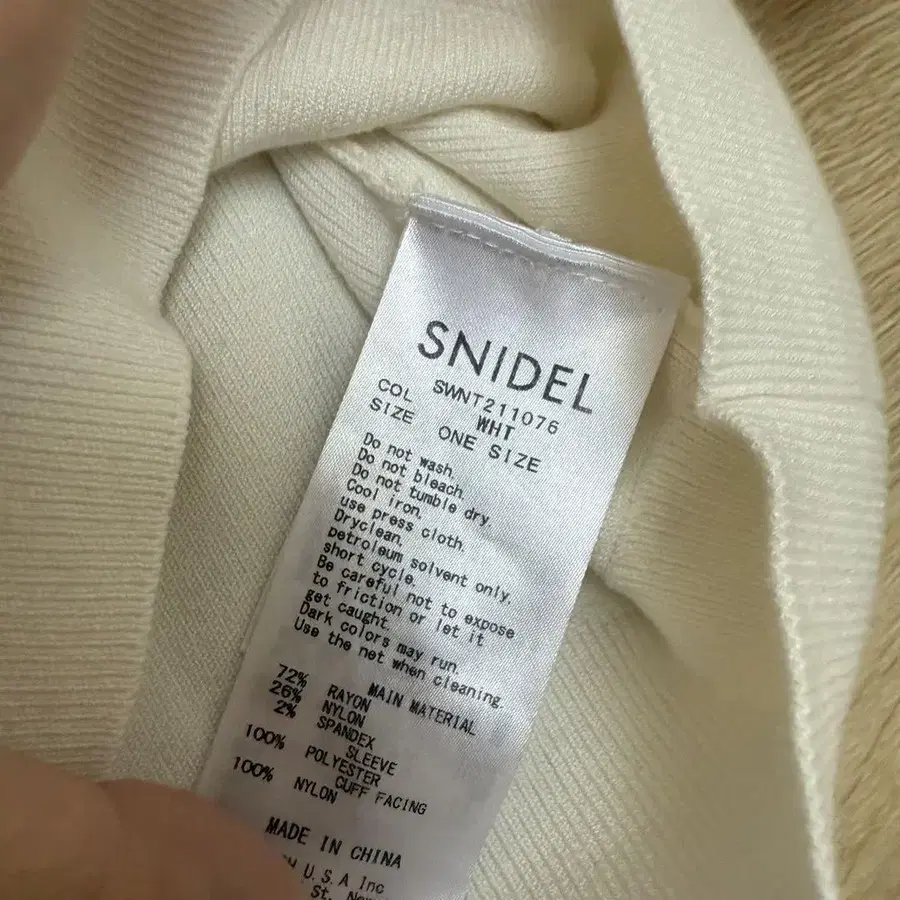 SNIDEL
SWNT211076
COL WHT
SIZE ONE SIZE
Do not wash.
Do not bleach.
Do not tumble dry.
Cool iron.
use press cloth.
Dryclean.
petroleum solvent only.
short cycle.
Be careful not to expose
to friction or let it
get caught.
Dark colors may run.
Use the net when cleaning.
MAIN MATERIAL
72% RAYON
26% NYLON
2% SPANDEX
SLEEVE
100% POLYESTER
CUFF FACING
100% NYLON
MADE IN CHINA
U.S.A Inc
St.